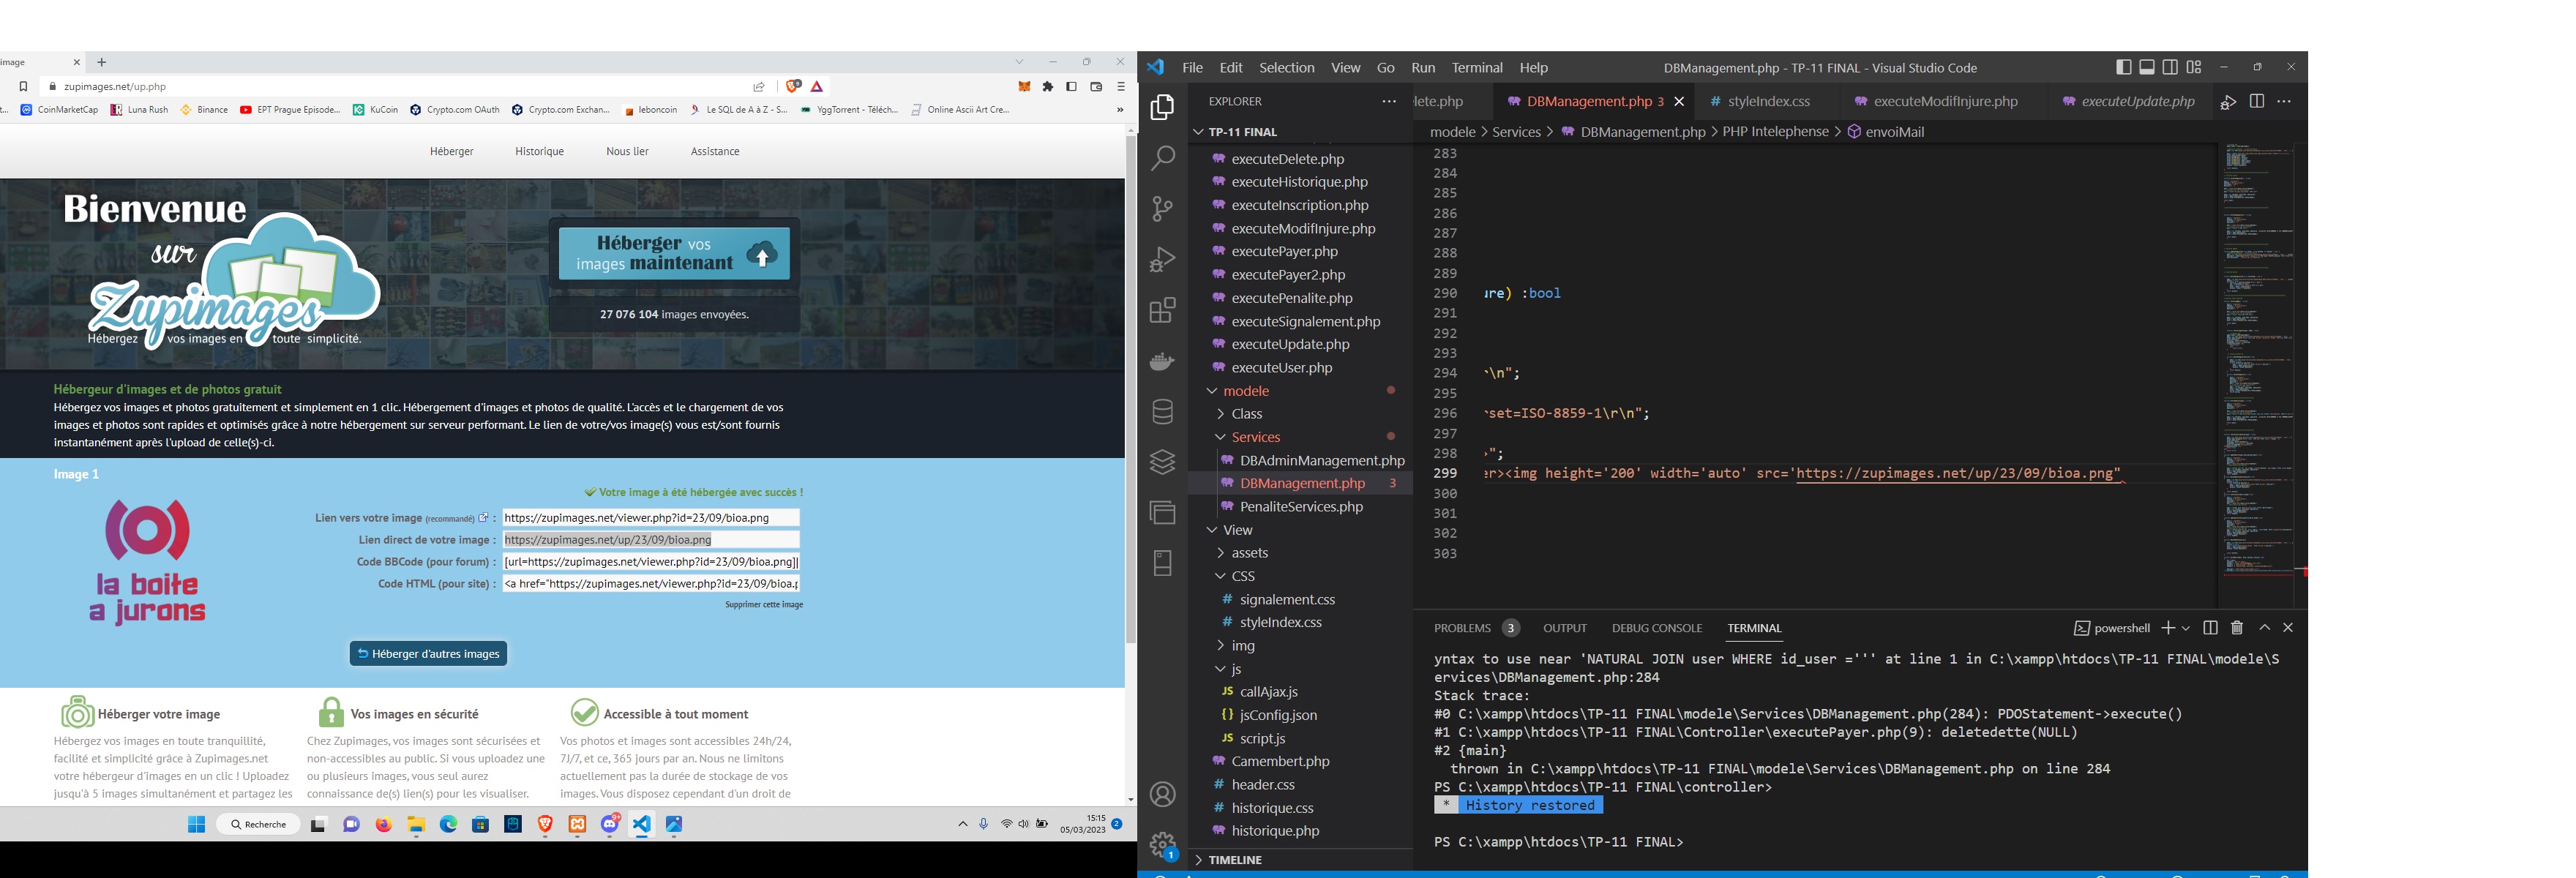 image
zupimages.net/up.php
CoinMarketCap
Luna Rush
Binance
EPT Prague Episode...
KuCoin
Crypto.com OAuth
Crypto.com Exchan...
leboncoin
Le SQL de A à Z - S...
YggTorrent - Téléch...
Online Ascii Art Cre...
»
Héberger
Historique
Nous lier
Assistance
Bienvenue
sur
Zupimages
Hébergez vos images en toute simplicité.
Héberger vos
images maintenant
27 076 104 images envoyées.
Hébergeur d'images et de photos gratuit
Hébergez vos images et photos gratuitement et simplement en 1 clic. Hébergement d'images et photos de qualité. L'accès et le chargement de vos
images et photos sont rapides et optimisés grâce à notre hébergement sur serveur performant. Le lien de votre/vos image(s) vous est/sont fournis
instantanément après l'upload de celle(s)-ci.
Image 1
la boite
a jurons
Votre image à été hébergée avec succès !
Lien vers votre image (recommandé) : https://zupimages.net/viewer.php?id=23/09/bioa.png
Lien direct de votre image : https://zupimages.net/up/23/09/bioa.png
Code BBCode (pour forum) : [url=https://zupimages.net/viewer.php?id=23/09/bioa.png][
Code HTML (pour site) : <a href="https://zupimages.net/viewer.php?id=23/09/bioa.p
Supprimer cette image
Héberger d'autres images
Héberger votre image
Hébergez vos images en toute tranquillité,
facilité et simplicité grâce à Zupimages.net
votre hébergeur d'images en un clic ! Uploadez
jusqu'à 5 images simultanément et partagez les
Vos images en sécurité
Chez Zupimages, vos images sont sécurisées et
non-accessibles au public. Si vous uploadez une
ou plusieurs images, vous seul aurez
connaissance de(s) lien(s) pour les visualiser.
Accessible à tout moment
Vos photos et images sont accessibles 24h/24,
7J/7, et ce, 365 jours par an. Nous ne limitons
actuellement pas la durée de stockage de vos
images. Vous disposez cependant d'un droit de
Recherche
15:15
05/03/2023
2
File Edit Selection View Go Run Terminal Help
DBManagement.php - TP-11 FINAL - Visual Studio Code
EXPLORER
TP-11 FINAL
executeDelete.php
executeHistorique.php
executeInscription.php
executeModifInjure.php
executePayer.php
executePayer2.php
executePenalite.php
executeSignalement.php
executeUpdate.php
executeUser.php
modele
Class
Services
DBAdminManagement.php
DBManagement.php 3
PenaliteServices.php
View
assets
CSS
# signalement.css
# styleIndex.css
img
js
JS callAjax.js
{} jsConfig.json
JS script.js
Camembert.php
header.css
historique.css
historique.php
TIMELINE
1
lete.php
DBManagement.php 3
# styleIndex.css
executeModifInjure.php
executeUpdate.php
modele > Services > DBManagement.php > PHP Intelephense > envoiMail
283
284
285
286
287
288
289
290 ure) :bool
291
292
293
294 \n";
295
296 rset=ISO-8859-1\r\n";
297
298 >";
299 er><img height='200' width='auto' src='https://zupimages.net/up/23/09/bioa.png"
300
301
302
303
PROBLEMS 3 OUTPUT DEBUG CONSOLE TERMINAL
powershell
yntax to use near 'NATURAL JOIN user WHERE id_user =''' at line 1 in C:\xampp\htdocs\TP-11 FINAL\modele\S
ervices\DBManagement.php:284
Stack trace:
#0 C:\xampp\htdocs\TP-11 FINAL\modele\Services\DBManagement.php(284): PDOStatement->execute()
#1 C:\xampp\htdocs\TP-11 FINAL\Controller\executePayer.php(9): deletedette(NULL)
#2 {main}
thrown in C:\xampp\htdocs\TP-11 FINAL\modele\Services\DBManagement.php on line 284
PS C:\xampp\htdocs\TP-11 FINAL\controller>
* History restored
PS C:\xampp\htdocs\TP-11 FINAL>